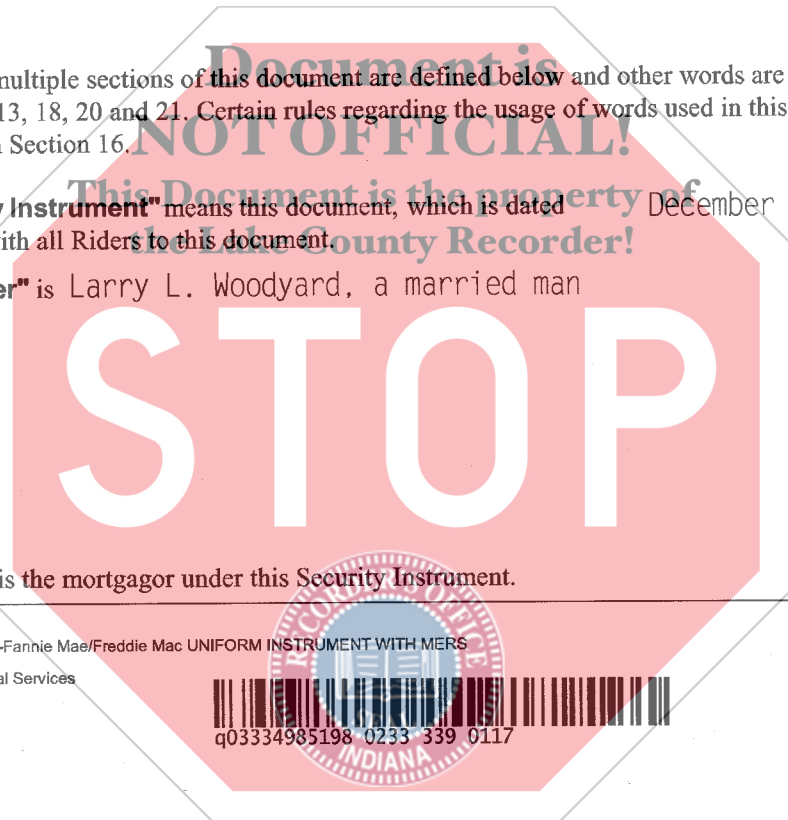 Document is
multiple sections of this document are defined below and other words are
13, 18, 20 and 21. Certain rules regarding the usage of words used in this
Section 16.
NOT OFFICIAL!
This Document is the property of
y Instrument" means this document, which is dated December
ith all Riders to this document.
the Lake County Recorder!
er" is Larry L. Woodyard, a married man
STOP
is the mortgagor under this Security Instrument.
-Fannie Mae/Freddie Mac UNIFORM INSTRUMENT WITH MERS
al Services
RECORDER'S OFFICE
SEAL
INDIANA
q03334985198 0233 339 0117